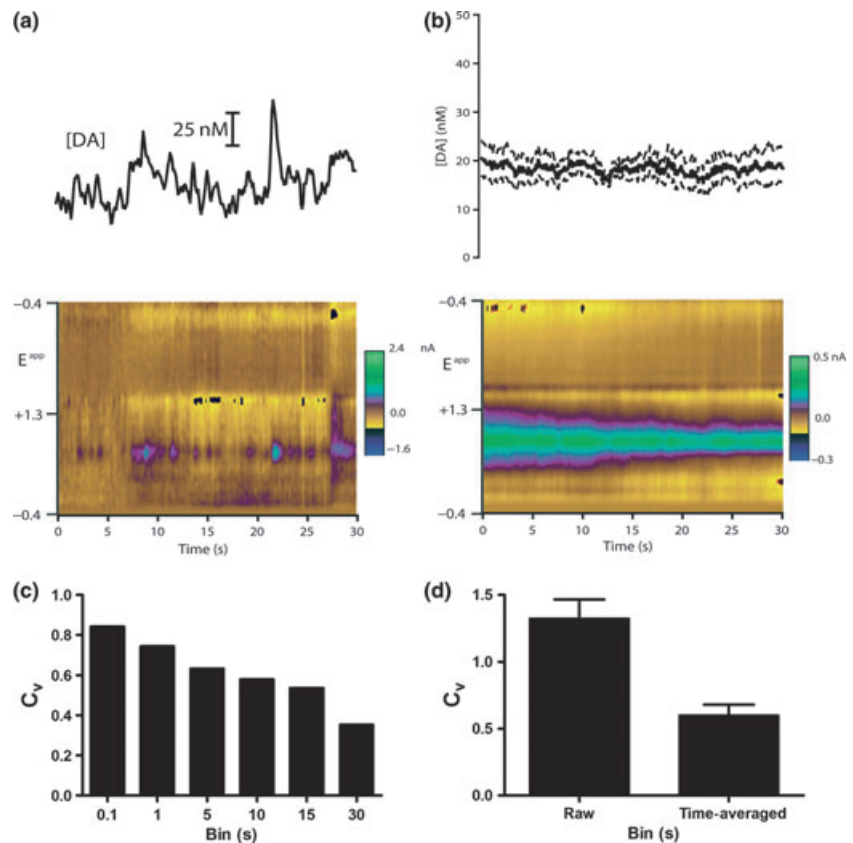 (a)
[DA]
25 nM
−0.4
E app
+1.3
−0.4
0 5 10 15 20 25 30
Time (s)
2.4 nA
0.0
−1.6
(b)
[DA] (nM)
50
40
30
20
10
0
−0.4
E app
+1.3
−0.4
0 5 10 15 20 25 30
Time (s)
0.5 nA
0.0
−0.3
(c)
Cv
1.0
0.8
0.6
0.4
0.2
0.0
0.1 1 5 10 15 30
Bin (s)
(d)
Cv
1.5
1.0
0.5
0.0
Raw Time-averaged
Bin (s)